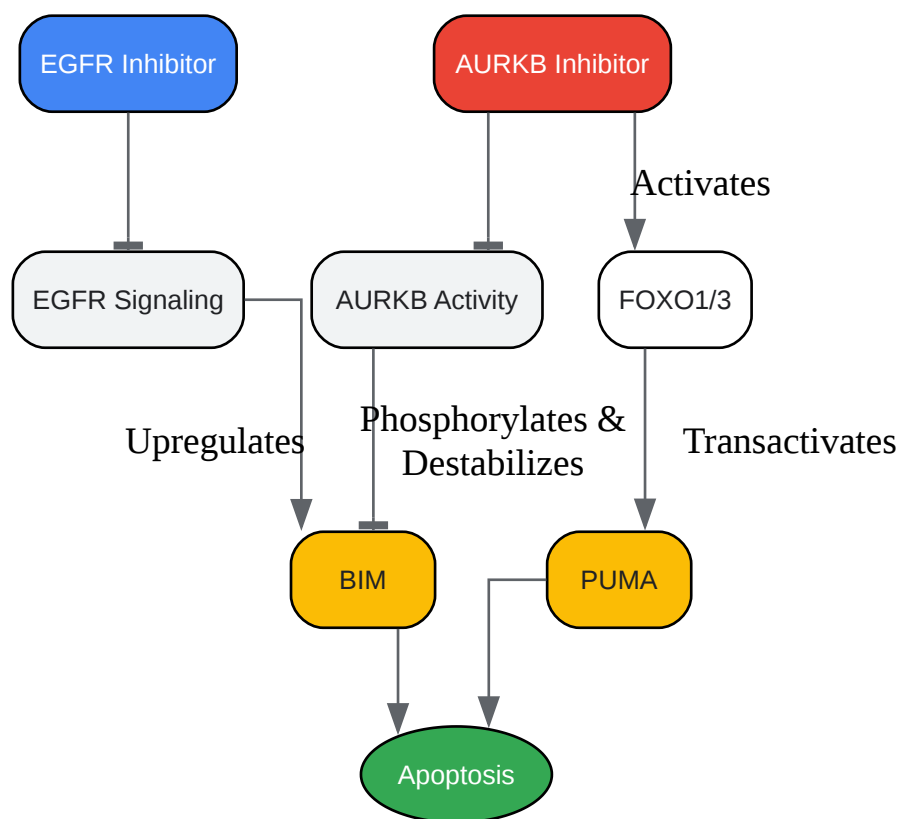 EGFR Inhibitor
AURKB Inhibitor
Activates
EGFR Signaling
AURKB Activity
FOXO1/3
Upregulates
Phosphorylates &
Destabilizes
Transactivates
BIM
PUMA
Apoptosis